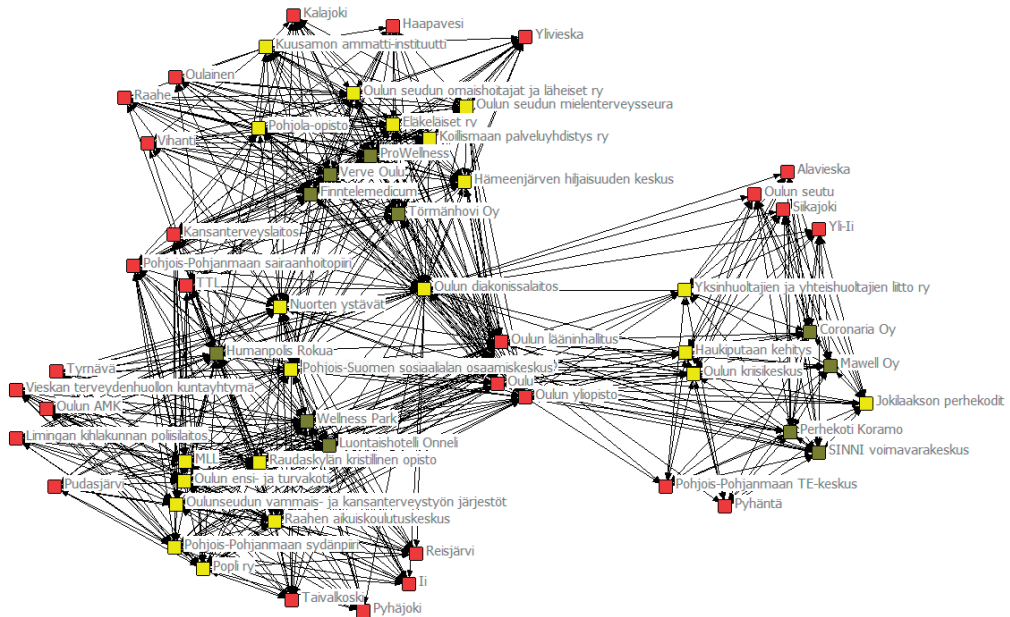 Kalajoki
Haapavesi
Ylivieska
Kuusamon ammatti-instituutti
Oulainen
Raahe
Oulun seudun omaishoitajat ja läheiset ry
Oulun seudun mielenterveysseura
Eläkeläiset ry
Pohjola-opisto
Koilismaan palveluyhdistys ry
Vihanti
ProWellness
Verve Oulu
Hämeenjärven hiljaisuuden keskus
Finntelemedicum
Törmänhovi Oy
Alavieska
Oulun seutu
Siikajoki
Yli-Ii
Kansanterveyslaitos
Pohjois-Pohjanmaan sairaanhoitopiiri
TTL
Oulun diakonissalaitos
Yksinhuoltajien ja yhteishuoltajien liitto ry
Nuorten ystävät
Oulun lääninhallitus
Coronaria Oy
Humanpolis Rokua
Haukiputaan kehitys
Mawell Oy
Tyrnävä
Pohjois-Suomen sosiaalialan osaamiskeskus
Oulun kriisikeskus
Vieskan terveydenhuollon kuntayhtymä
Oulu
Oulun yliopisto
Jokilaakson perhekodit
Oulun AMK
Wellness Park
Perhekoti Koramo
Limingan kihlakunnan poliisilaitos
Luontaishotelli Onneli
SINNI voimavarakeskus
MLL
Raudaskylän kristillinen opisto
Oulun ensi- ja turvakoti
Pudasjärvi
Pohjois-Pohjanmaan TE-keskus
Oulunseudun vammais- ja kansanterveystyön järjestöt
Pyhäntä
Raahen aikuiskoulutuskeskus
Pohjois-Pohjanmaan sydänpiiri
Reisjärvi
Popli ry
Ii
Taivalkoski
Pyhäjoki